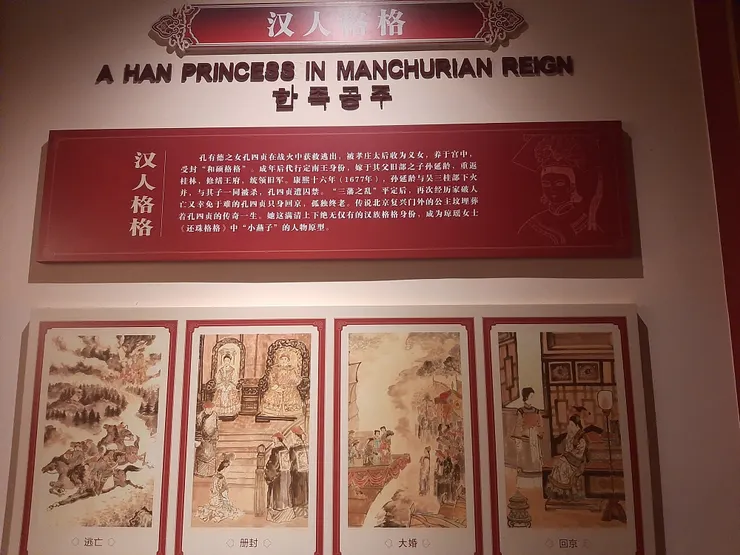 汉人格格
A HAN PRINCESS IN MANCHURIAN REIGN
한족공주
汉人格格
孔有德之女孔四贞在战火中获救逃出，被孝庄太后收为义女，养于宫中，
受封“和硕格格”。成年后代行定南王身份，嫁于其父旧部之子孙延龄，重返
桂林，修缮王府，统领旧军。康熙十六年（1677年），孙延龄与吴三桂部下火
并，与其子一同被杀，孔四贞遭囚禁。“三藩之乱”平定后，再次经历家破人
亡又幸免于难的孔四贞只身回京，孤独终老。传说北京复兴门外的公主坟埋葬
着孔四贞的传奇一生。她这满清上下绝无仅有的汉族格格身份，成为琼瑶女士
《还珠格格》中“小燕子”的人物原型。
逃亡
册封
大婚
回京